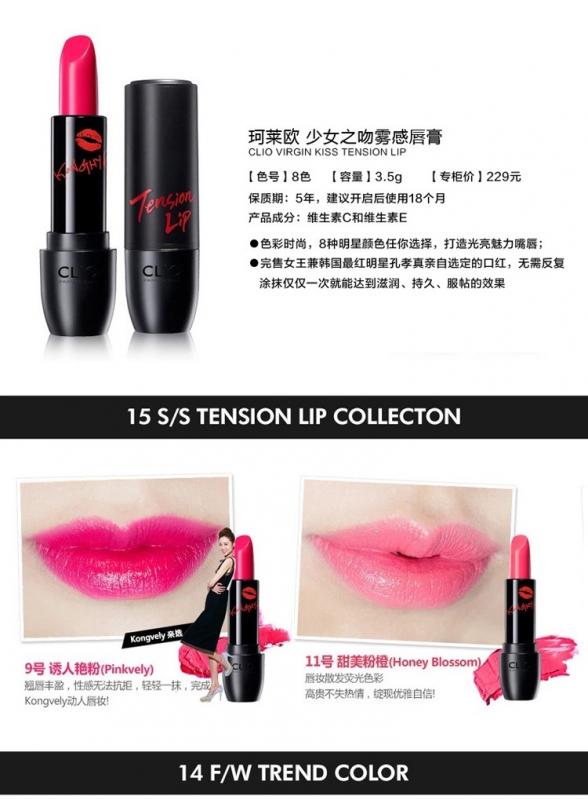 KONGHY
Tension
Lip
CLIO
CLIO
珂莱欧 少女之吻雾感唇膏
CLIO VIRGIN KISS TENSION LIP
【色号】8色 【容量】3.5g 【专柜价】229元
保质期：5年，建议开启后使用18个月
产品成分：维生素C和维生素E
●色彩时尚，8种明星颜色任你选择，打造光亮魅力嘴唇；
●完售女王兼韩国最红明星孔孝真亲自选定的口红，无需反复
涂抹仅仅一次就能达到滋润、持久、服帖的效果
15 S/S TENSION LIP COLLECTON
Kongvely 亲选
9号 诱人艳粉(Pinkvely)
翘唇丰盈，性感无法抗拒，轻轻一抹，完成
Kongvely动人唇妆!
CLIO
11号 甜美粉橙(Honey Blossom)
唇妆散发荧光色彩
高贵不失热情，绽现优雅自信!
CLIO
14 F/W TREND COLOR